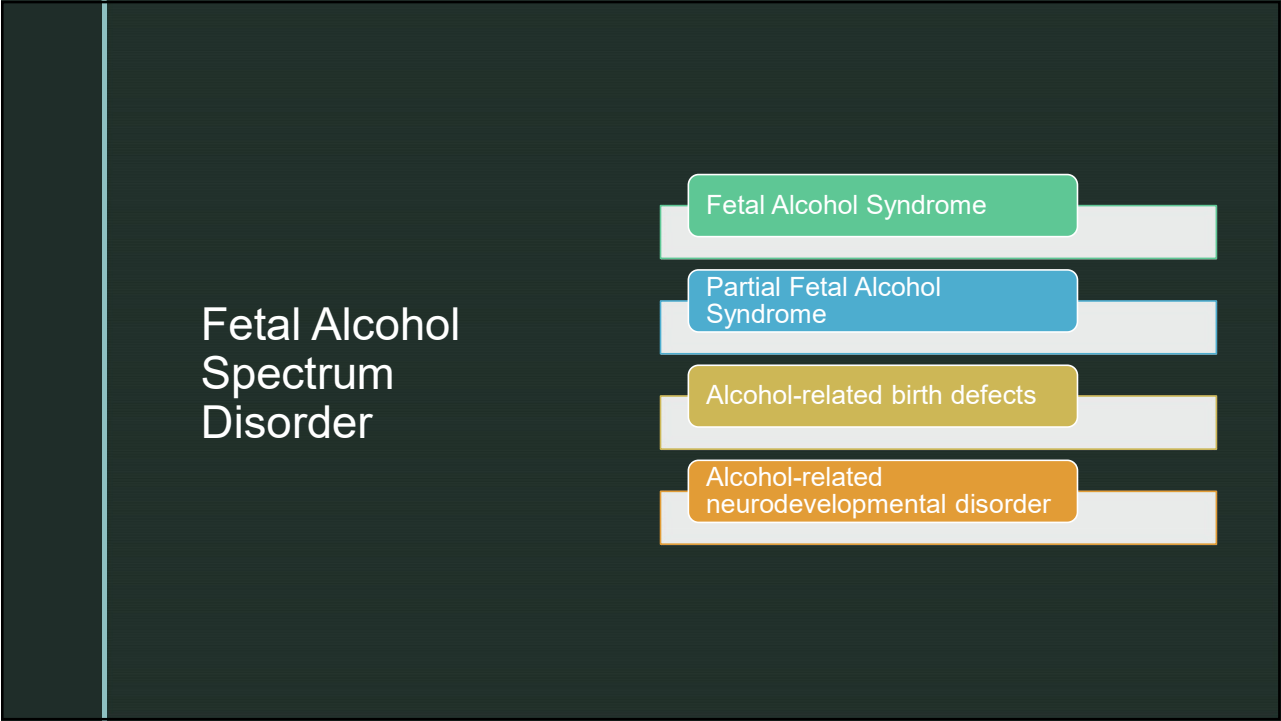 Fetal Alcohol
Spectrum
Disorder
Fetal Alcohol Syndrome
Partial Fetal Alcohol
Syndrome
Alcohol-related birth defects
Alcohol-related
neurodevelopmental disorder